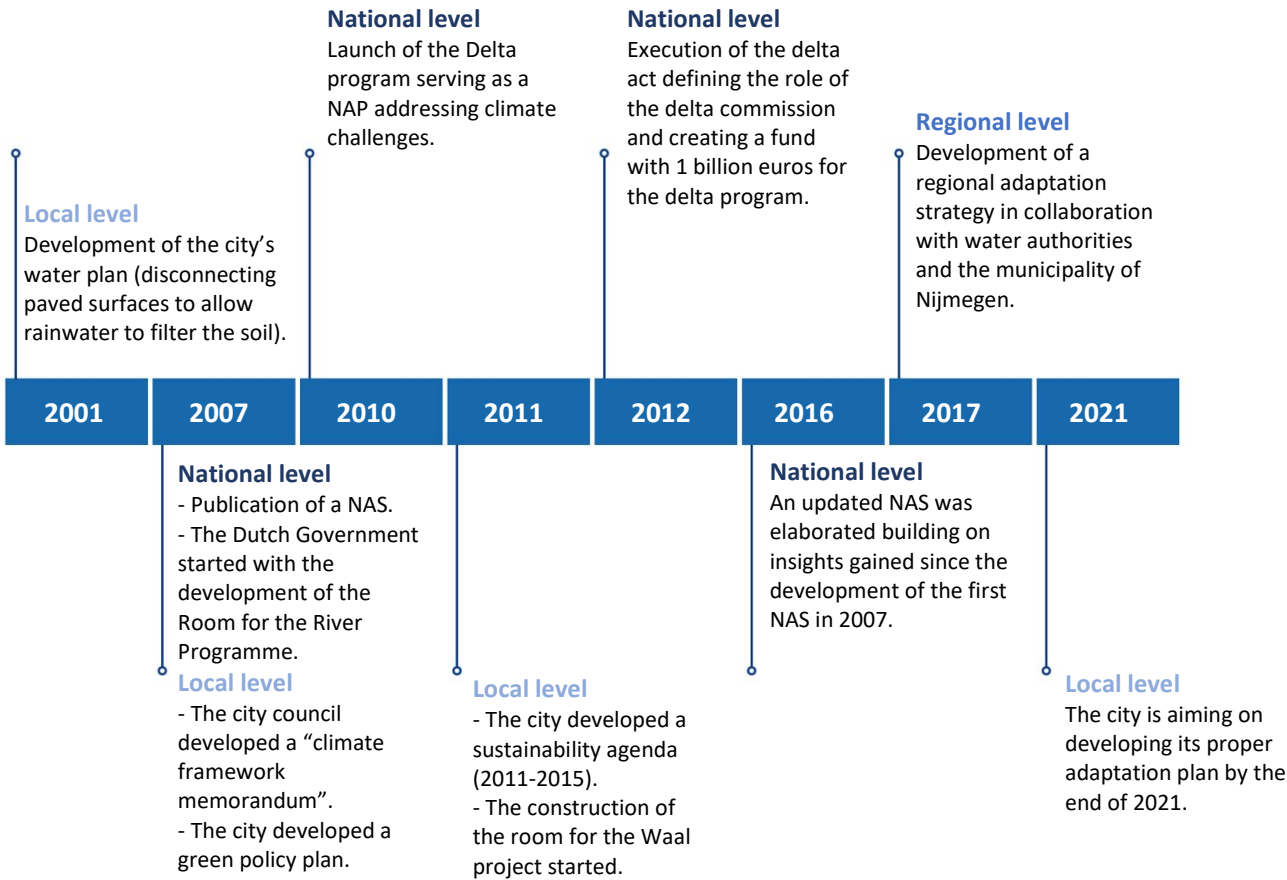 National level
Launch of the Delta
program serving as a
NAP addressing climate
challenges.
National level
Execution of the delta
act defining the role of
the delta commission
and creating a fund
with 1 billion euros for
the delta program.
Regional level
Development of a
regional adaptation
strategy in collaboration
with water authorities
and the municipality of
Nijmegen.
Local level
Development of the city’s
water plan (disconnecting
paved surfaces to allow
rainwater to filter the soil).
2001
2007
2010
2011
2012
2016
2017
2021
National level
- Publication of a NAS.
- The Dutch Government
started with the
development of the
Room for the River
Programme.
Local level
- The city council
developed a “climate
framework
memorandum”.
- The city developed a
green policy plan.
Local level
- The city developed a
sustainability agenda
(2011-2015).
- The construction of
the room for the Waal
project started.
National level
An updated NAS was
elaborated building on
insights gained since the
development of the first
NAS in 2007.
Local level
The city is aiming on
developing its proper
adaptation plan by the
end of 2021.